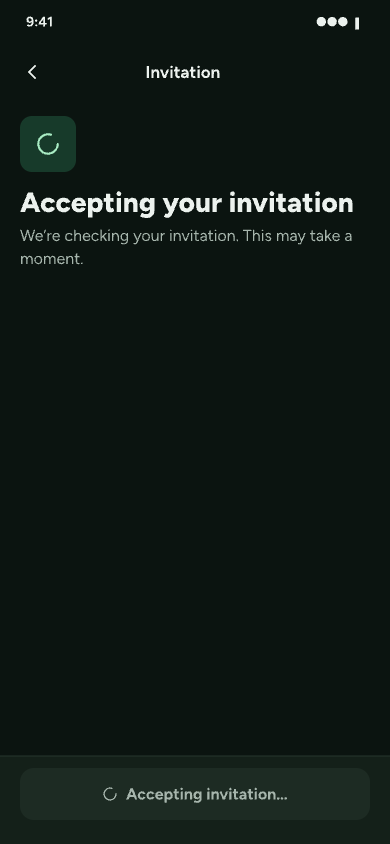 9:41
Invitation
Accepting your invitation
We’re checking your invitation. This may take a
moment.
Accepting invitation...